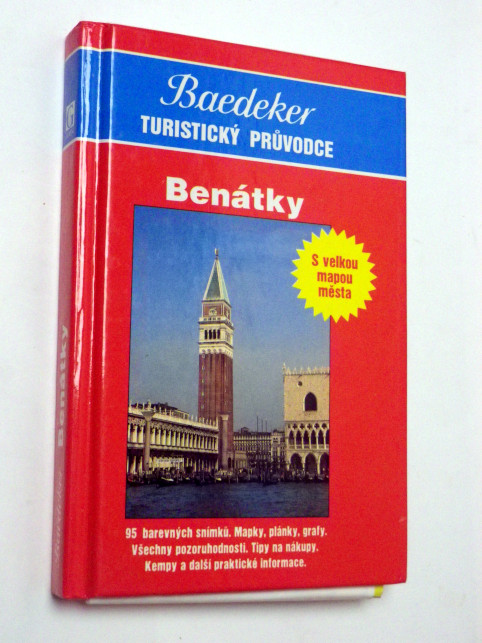 Baedeker
TURISTICKÝ PRŮVODCE
Benátky
S velkou
mapou
města
95 barevných snímků. Mapky, plánky, grafy.
Všechny pozoruhodnosti. Tipy na nákupy.
Kempy a další praktické informace.
Benátky